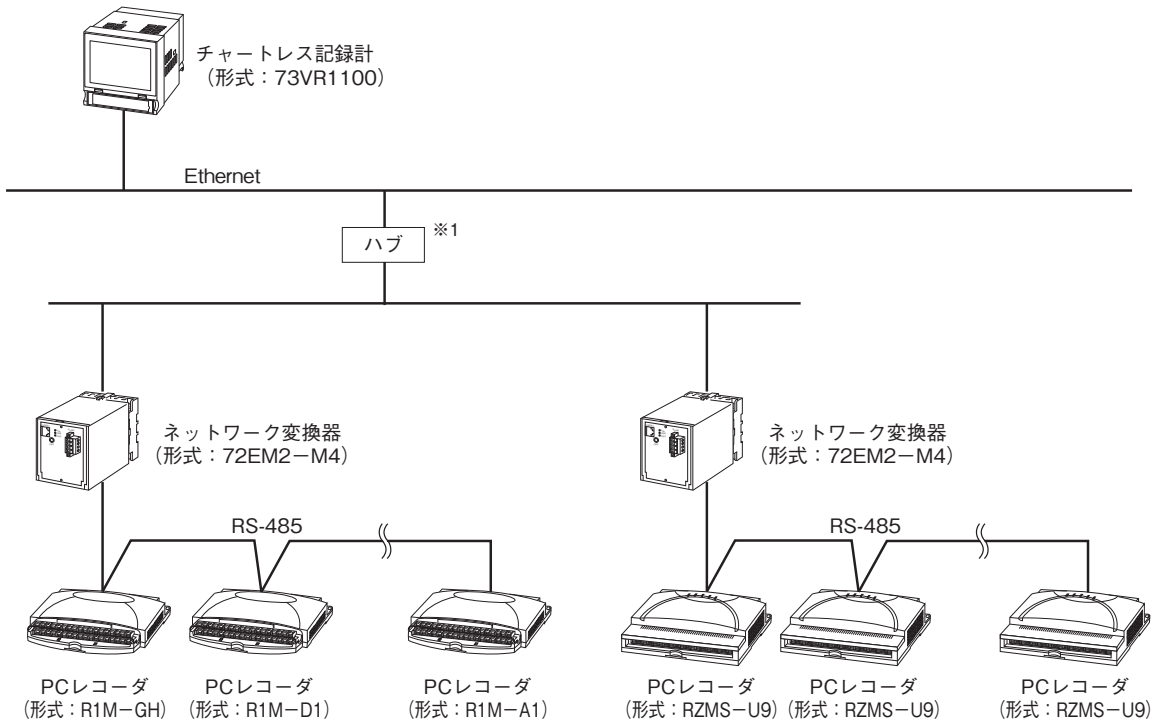 チャートレス記録計
(形式：73VR1100)
Ethernet
ハブ ※1
ネットワーク変換器
(形式：72EM2－M4)
ネットワーク変換器
(形式：72EM2－M4)
RS-485
RS-485
PCレコーダ
(形式：R1M－GH)
PCレコーダ
(形式：R1M－D1)
PCレコーダ
(形式：R1M－A1)
PCレコーダ
(形式：RZMS－U9)
PCレコーダ
(形式：RZMS－U9)
PCレコーダ
(形式：RZMS－U9)